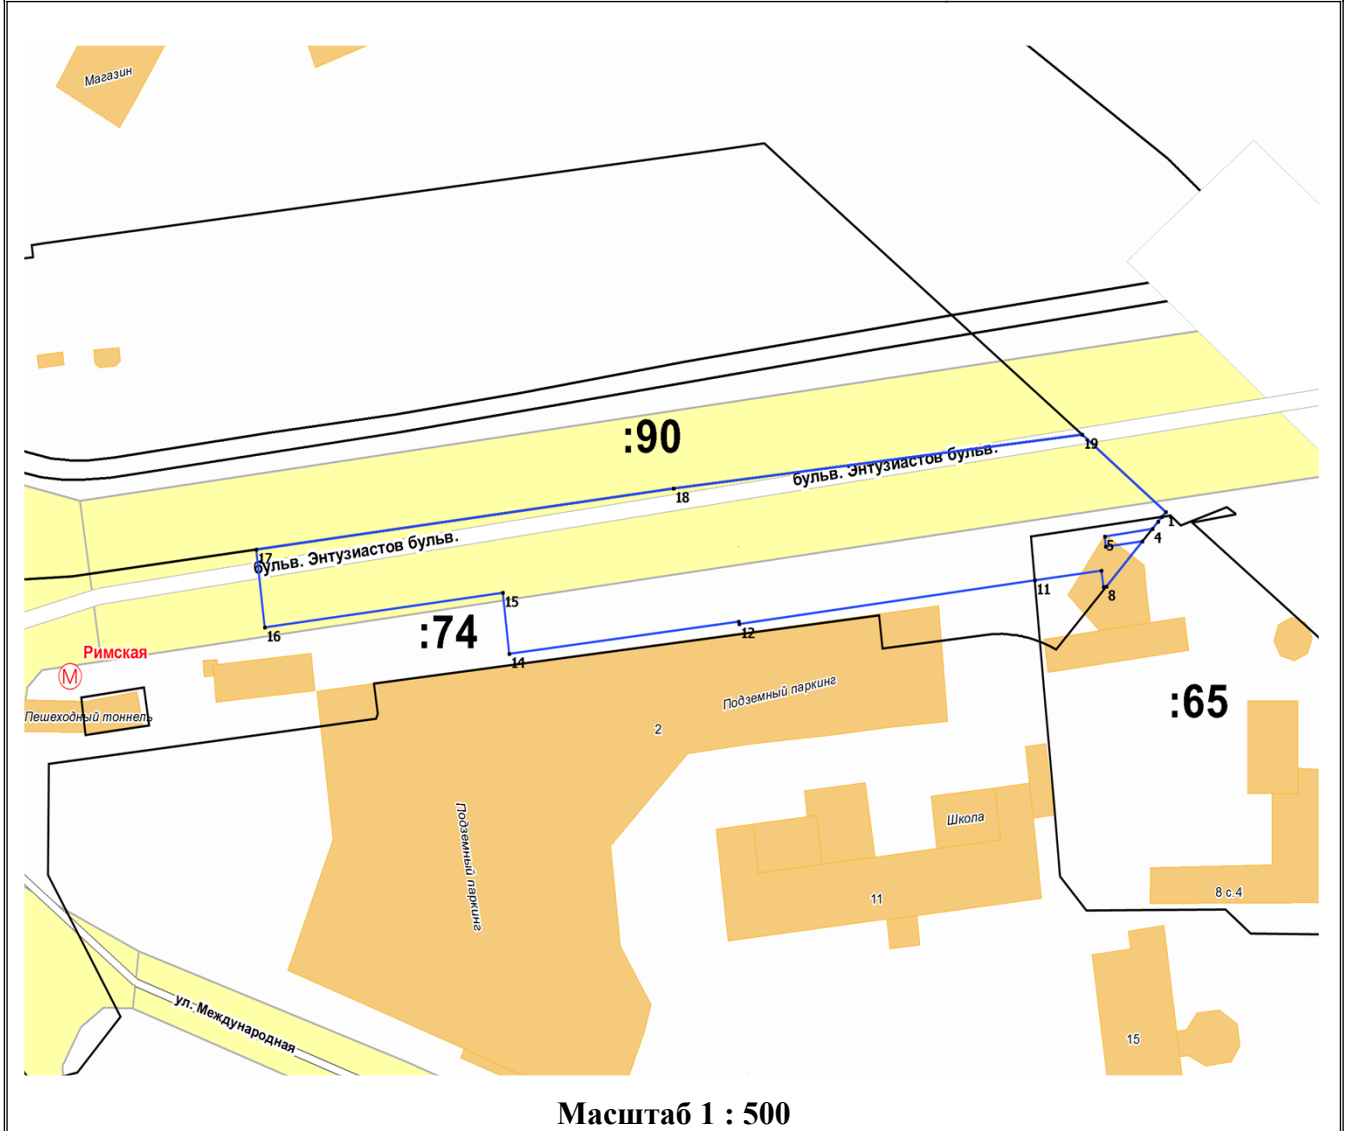 Магазин
:90
19
бульв. Энтузиастов бульв.
18
1
4
5
17
бульв. Энтузиастов бульв.
11
8
15
12
16
:74
14
Римская
М
Пешеходный тоннель
Подземный паркинг
2
:65
Подземный паркинг
Школа
11
8 с.4
ул. Международная
15
Масштаб 1 : 500